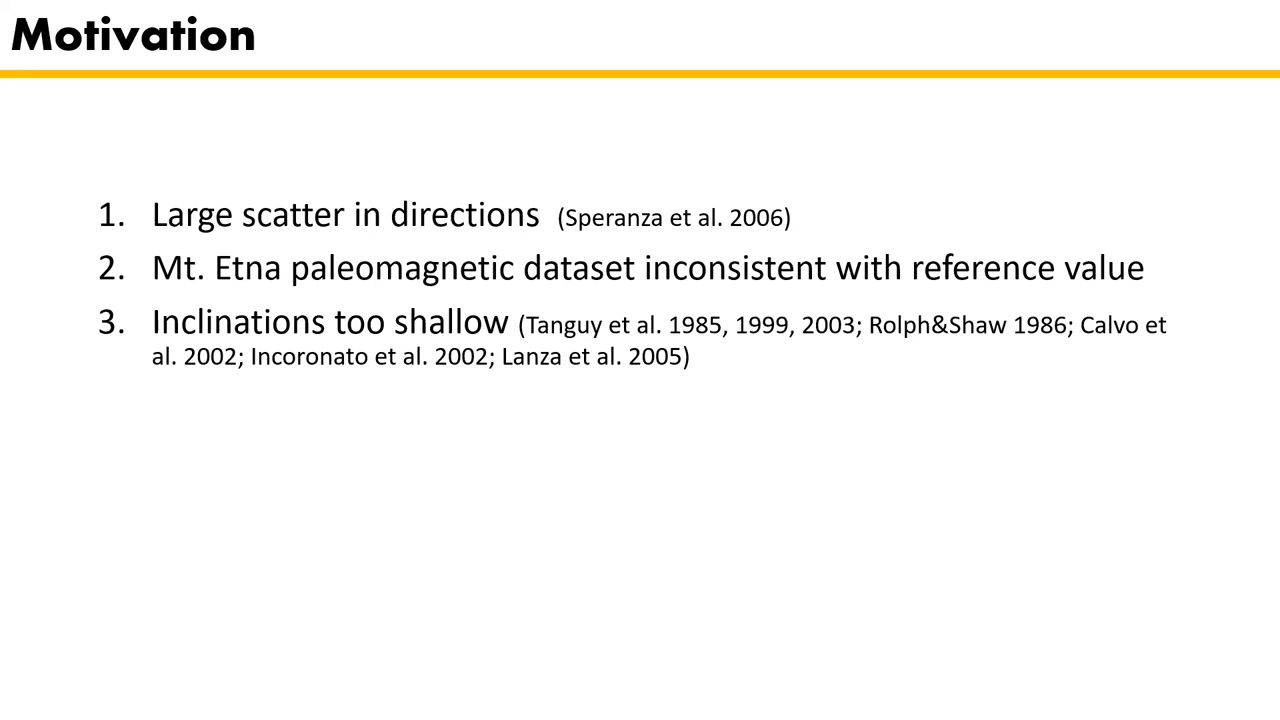 Motivation
1. Large scatter in directions (Speranza et al. 2006)
2. Mt. Etna paleomagnetic dataset inconsistent with reference value
3. Inclinations too shallow (Tanguy et al. 1985, 1999, 2003; Rolph&Shaw 1986; Calvo et
al. 2002; Incoronato et al. 2002; Lanza et al. 2005)